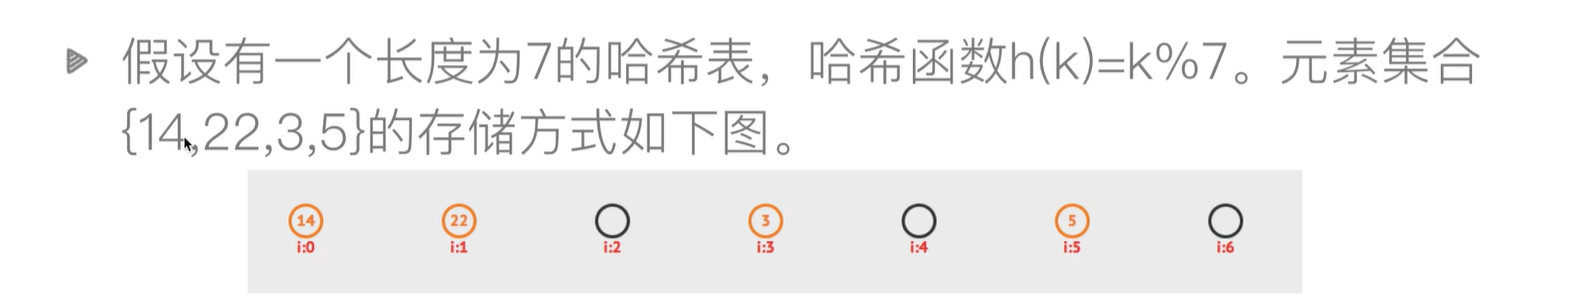 假设有一个长度为7的哈希表，哈希函数h(k)=k%7。元素集合
{14,22,3,5}的存储方式如下图。
14 22 3 5
i:0 i:1 i:2 i:3 i:4 i:5 i:6